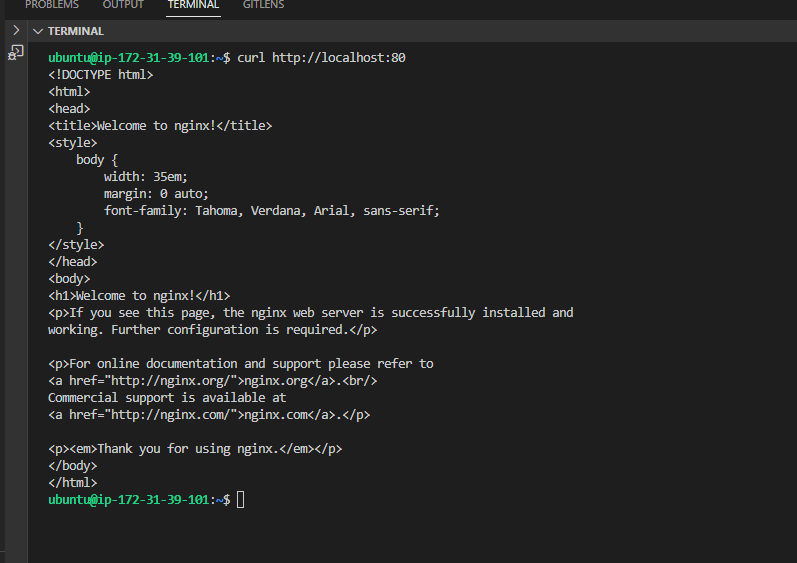 PROBLEMS OUTPUT TERMINAL GITLENS
TERMINAL
ubuntu@ip-172-31-39-101:~$ curl http://localhost:80
<!DOCTYPE html>
<html>
<head>
<title>Welcome to nginx!</title>
<style>
    body {
        width: 35em;
        margin: 0 auto;
        font-family: Tahoma, Verdana, Arial, sans-serif;
    }
</style>
</head>
<body>
<h1>Welcome to nginx!</h1>
<p>If you see this page, the nginx web server is successfully installed and
working. Further configuration is required.</p>

<p>For online documentation and support please refer to
<a href="http://nginx.org/">nginx.org</a>.<br/>
Commercial support is available at
<a href="http://nginx.com/">nginx.com</a>.</p>

<p><em>Thank you for using nginx.</em></p>
</body>
</html>
ubuntu@ip-172-31-39-101:~$